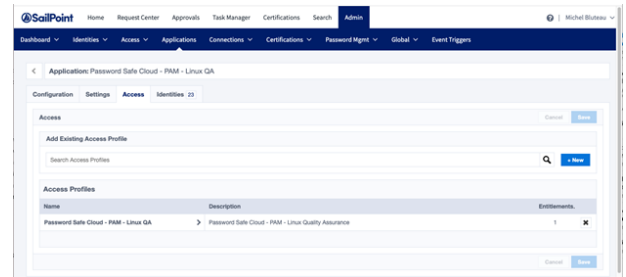 SailPoint Home Request Center Approvals Task Manager Certifications Search Admin Michel Bluteau
Dashboard Identities Access Applications Connections Certifications Password Mgmt Global Event Triggers
Application: Password Safe Cloud - PAM - Linux QA
Configuration Settings Access Identities 23
Access Cancel Save
Add Existing Access Profile
Search Access Profiles + New
Access Profiles
Name Description Entitlements.
Password Safe Cloud - PAM - Linux QA Password Safe Cloud - PAM - Linux Quality Assurance 1
Cancel Save